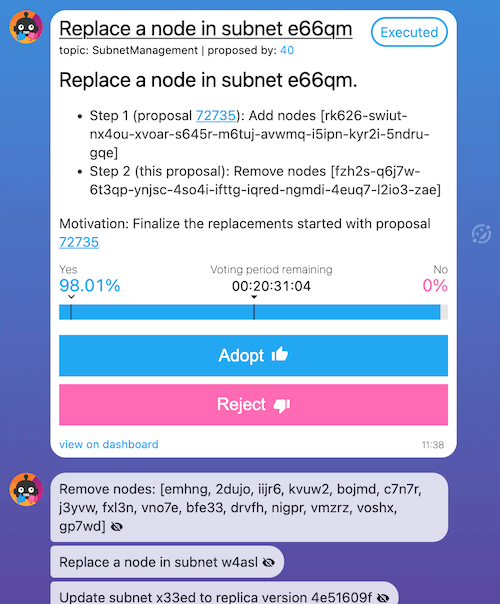 Replace a node in subnet e66qm
Executed
topic: SubnetManagement | proposed by: 40
Replace a node in subnet e66qm.
• Step 1 (proposal 72735): Add nodes [rk626-swiut-
nx4ou-xvoar-s645r-m6tuj-avwmq-i5ipn-kyr2i-5ndru-
gqe]
• Step 2 (this proposal): Remove nodes [fzh2s-q6j7w-
6t3qp-ynjsc-4so4i-ifttg-iqred-ngmdi-4euq7-l2io3-zae]
Motivation: Finalize the replacements started with proposal
72735
Yes
Voting period remaining
No
98.01%
00:20:31:04
0%
Adopt
Reject
view on dashboard
11:38
Remove nodes: [emhng, 2dujo, iijr6, kvuw2, bojmd, c7n7r,
j3yvw, fxl3n, vno7e, bfe33, drvfh, nigpr, vmzrz, voshx,
gp7wd]
Replace a node in subnet w4asl
Update subnet x33ed to replica version 4e51609f